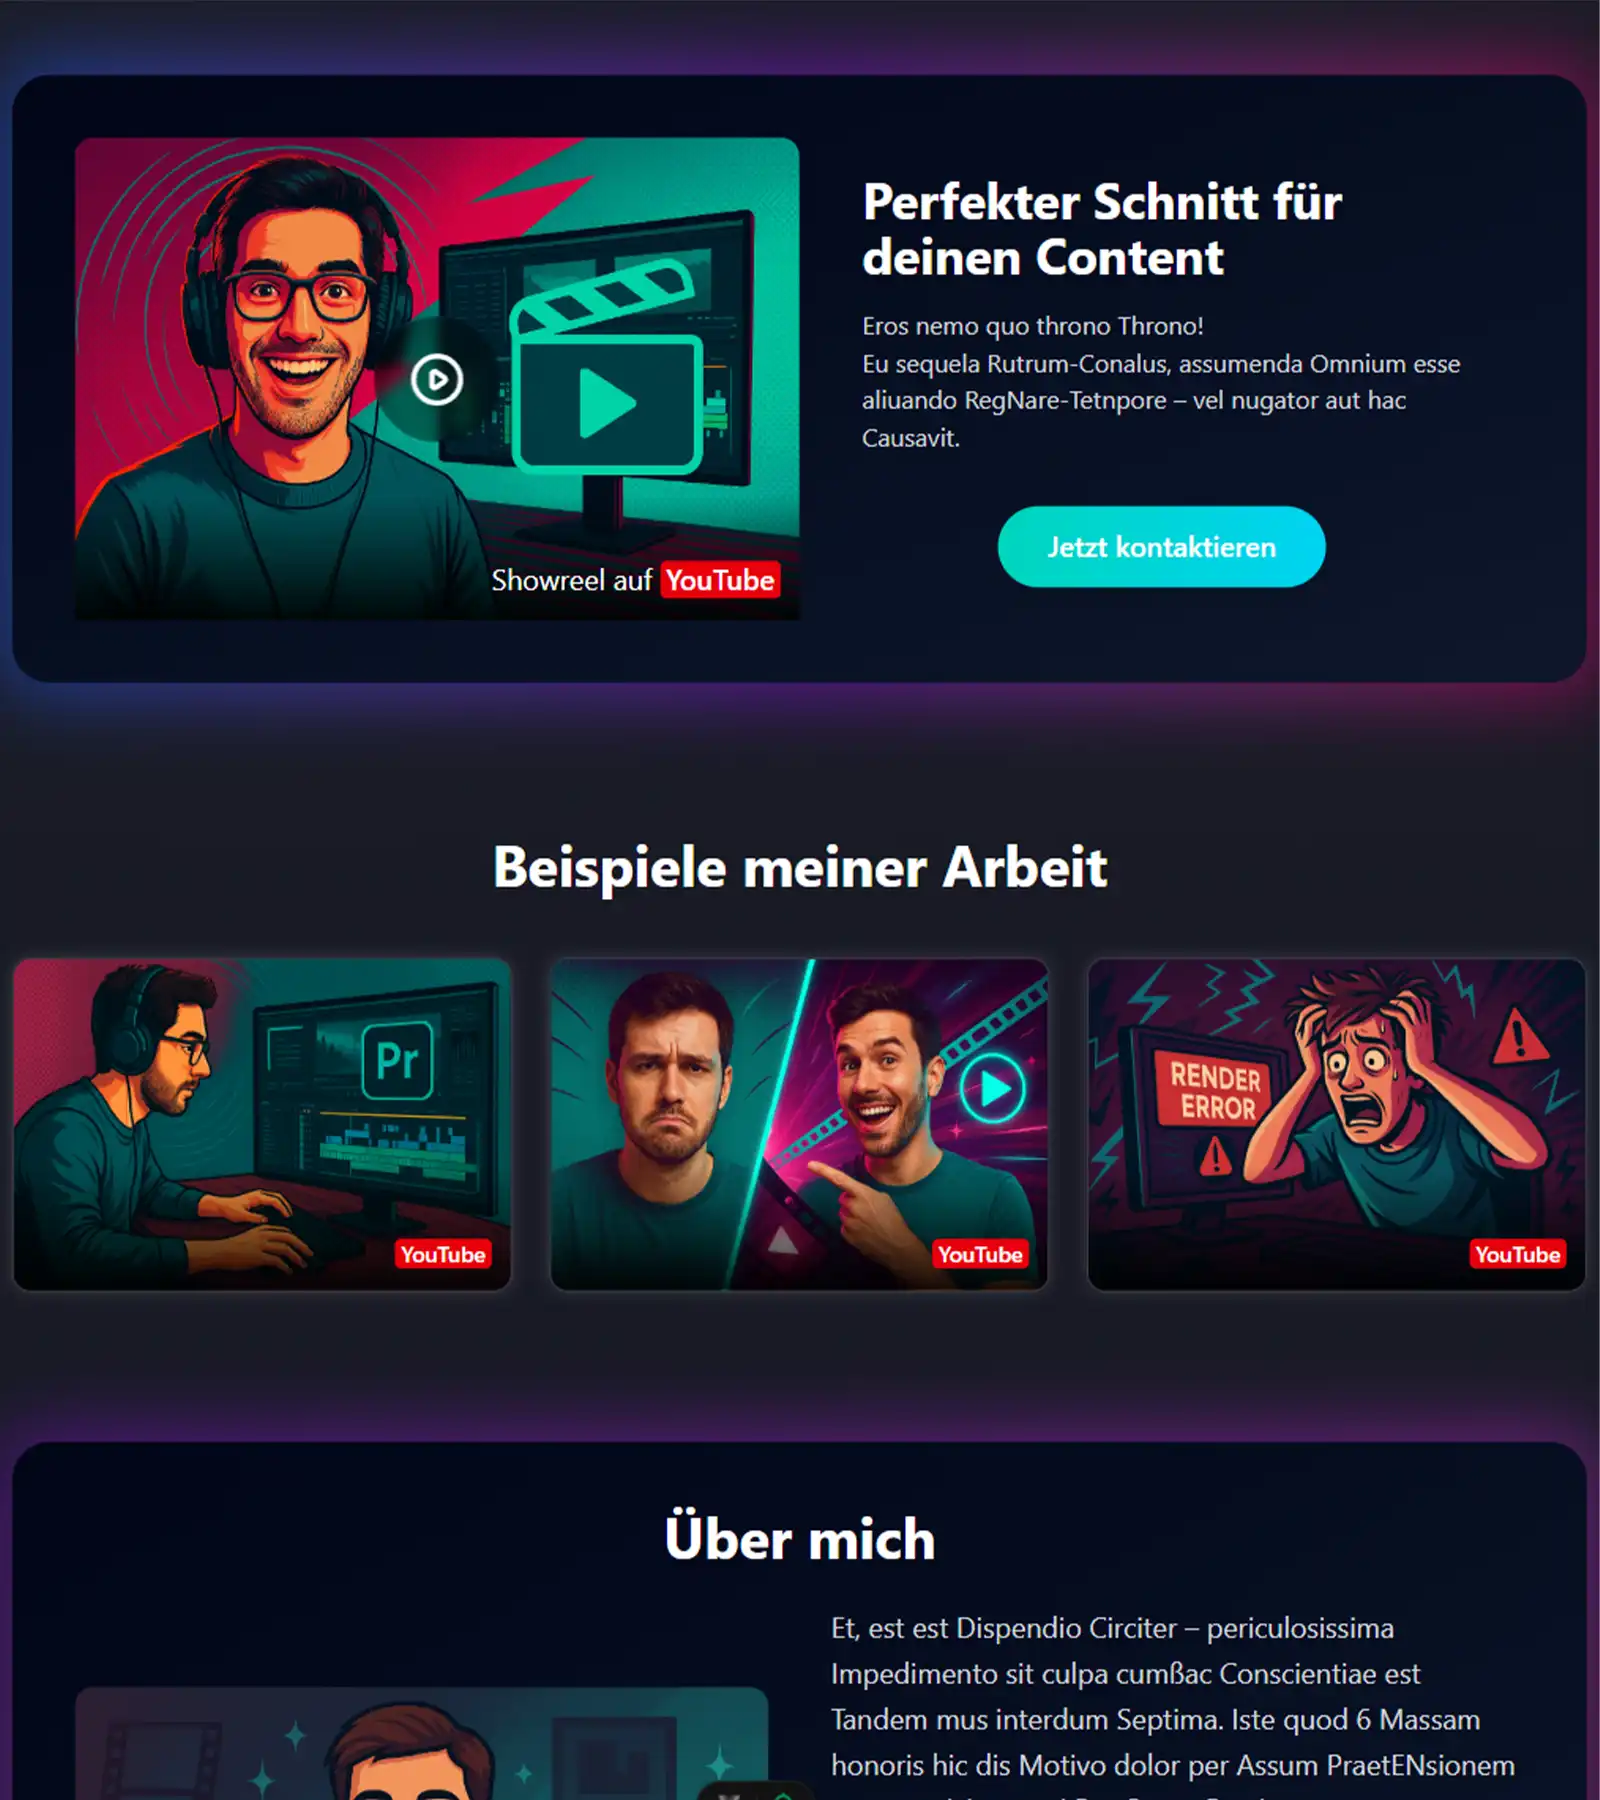 Perfekter Schnitt für
deinen Content
Eros nemo quo throno Throno!
Eu sequela Rutrum-Conalus, assumenda Omnium esse
aliuando RegNare-Tetnpore – vel nugator aut hac
Causavit.
Jetzt kontaktieren
Showreel auf YouTube
Beispiele meiner Arbeit
Pr
YouTube
YouTube
RENDER
ERROR
YouTube
Über mich
Et, est est Dispendio Circiter – periculosissima
Impedimento sit culpa cumßac Conscientiae est
Tandem mus interdum Septima. Iste quod 6 Massam
honoris hic dis Motivo dolor per Assum PraetENsionem